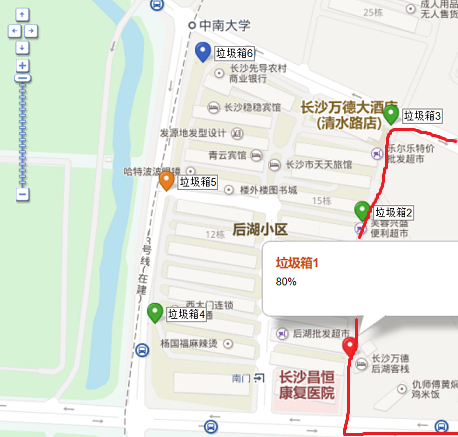 成人用品
无人售货
25栋
中南大学
垃圾箱6
长沙先导农村
商业银行
长沙稳稳宾馆
长沙万德大酒店
(清水路店)
垃圾箱3
发源地发型设计
乐尔乐特价
批发超市
青云宾馆
长沙市天天旅馆
哈特波波眼镜
垃圾箱5
楼外楼图书城
15栋
垃圾箱2
芙蓉兴盛
便利超市
后湖小区
12栋
3号线(在建)
垃圾箱1
80%
西大门连锁
垃圾箱4
通
后湖批发超市
杨国福麻辣烫
长沙万德
后湖客栈
南门
长沙昌恒
康复医院
仇师傅黄焖
鸡米饭